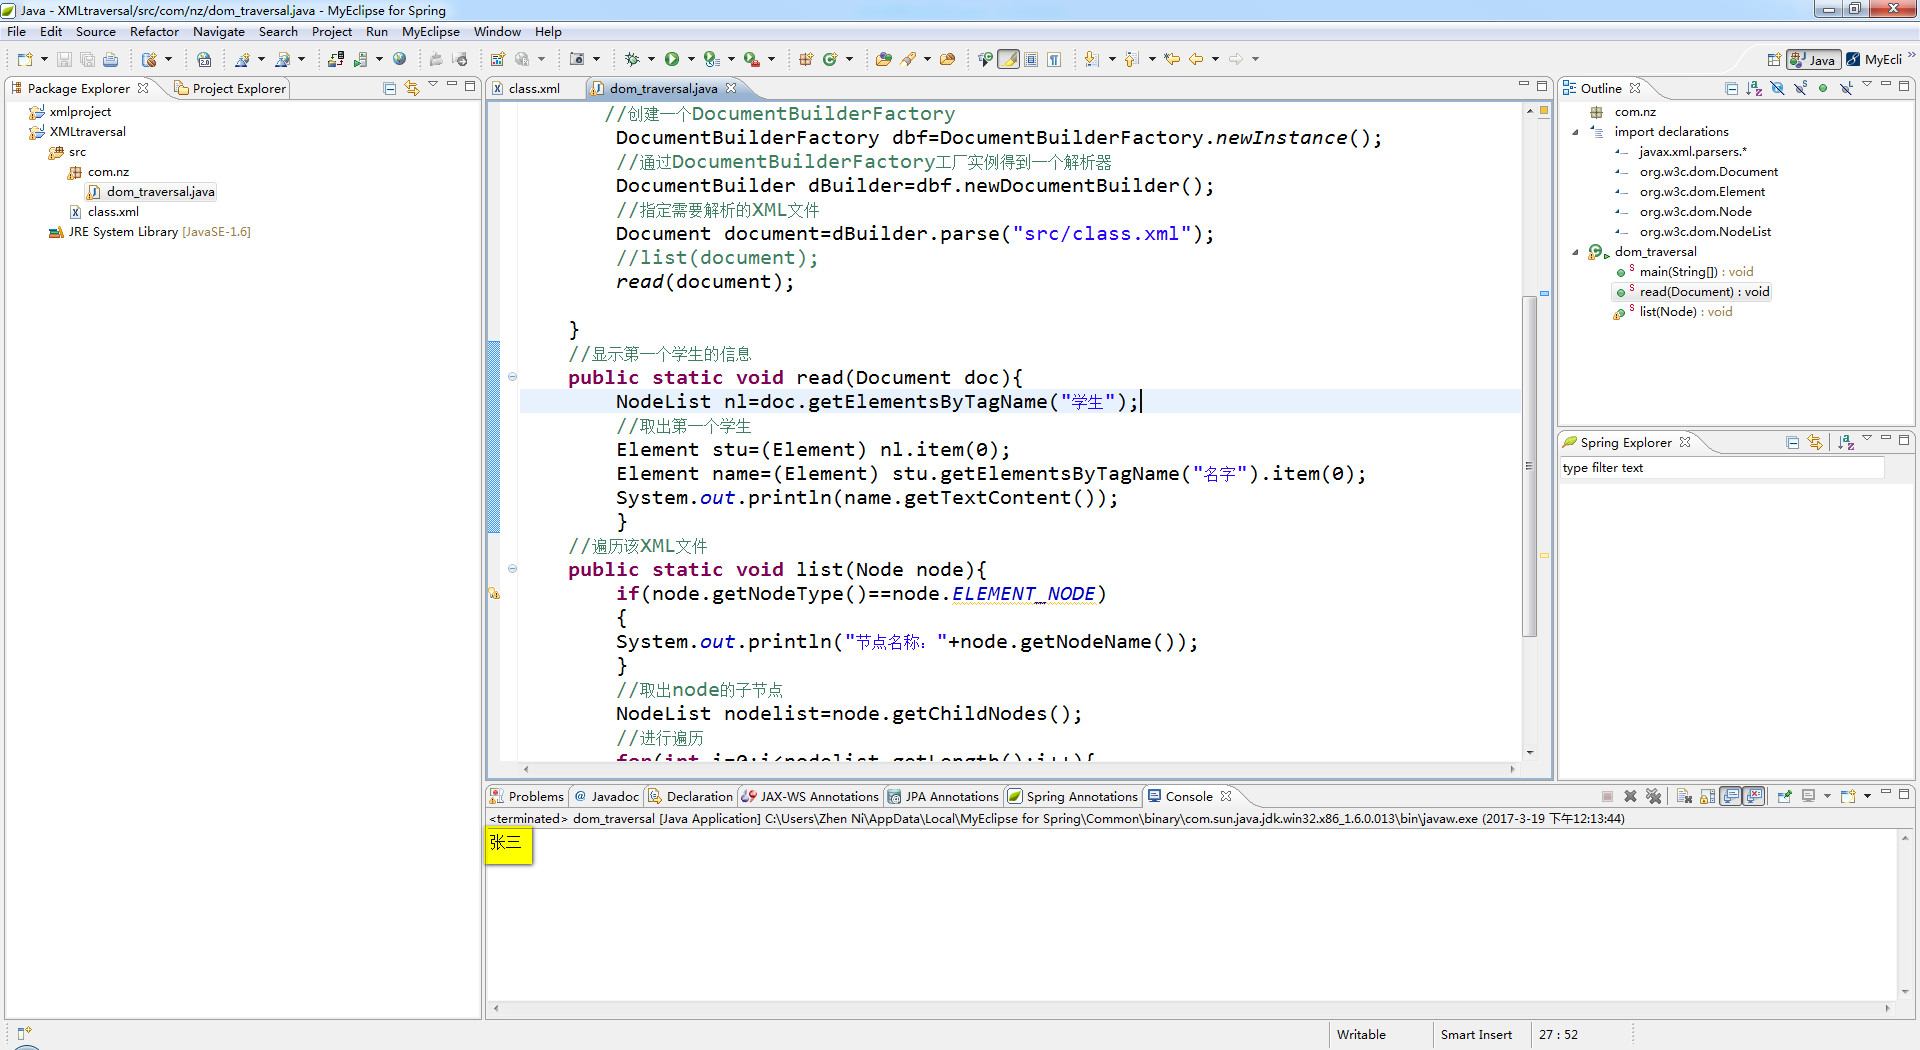 Java - XMLtraversal/src/com/nz/dom_traversal.java - MyEclipse for Spring
File Edit Source Refactor Navigate Search Project Run MyEclipse Window Help
Java MyEcli
Package Explorer Project Explorer
xmlproject
XMLtraversal
src
com.nz
dom_traversal.java
class.xml
JRE System Library [JavaSE-1.6]
class.xml dom_traversal.java
//创建一个DocumentBuilderFactory
DocumentBuilderFactory dbf=DocumentBuilderFactory.newInstance();
//通过DocumentBuilderFactory工厂实例得到一个解析器
DocumentBuilder dBuilder=dbf.newDocumentBuilder();
//指定需要解析的XML文件
Document document=dBuilder.parse("src/class.xml");
//list(document);
read(document);
}
//显示第一个学生的信息
public static void read(Document doc){
NodeList nl=doc.getElementsByTagName("学生");
//取出第一个学生
Element stu=(Element) nl.item(0);
Element name=(Element) stu.getElementsByTagName("名字").item(0);
System.out.println(name.getTextContent());
}
//遍历该XML文件
public static void list(Node node){
if(node.getNodeType()==node.ELEMENT_NODE)
{
System.out.println("节点名称："+node.getNodeName());
}
//取出node的子节点
NodeList nodelist=node.getChildNodes();
//进行遍历
for(int i=0;i<nodelist.getLength();i++){
Outline
com.nz
import declarations
javax.xml.parsers.*
org.w3c.dom.Document
org.w3c.dom.Element
org.w3c.dom.Node
org.w3c.dom.NodeList
dom_traversal
main(String[]) : void
read(Document) : void
list(Node) : void
Spring Explorer
type filter text
Problems @ Javadoc Declaration JAX-WS Annotations JPA Annotations Spring Annotations Console
<terminated> dom_traversal [Java Application] C:\Users\Zhen Ni\AppData\Local\MyEclipse for Spring\Common\binary\com.sun.java.jdk.win32.x86_1.6.0.013\bin\javaw.exe (2017-3-19 下午12:13:44)
张三
Writable Smart Insert 27 : 52